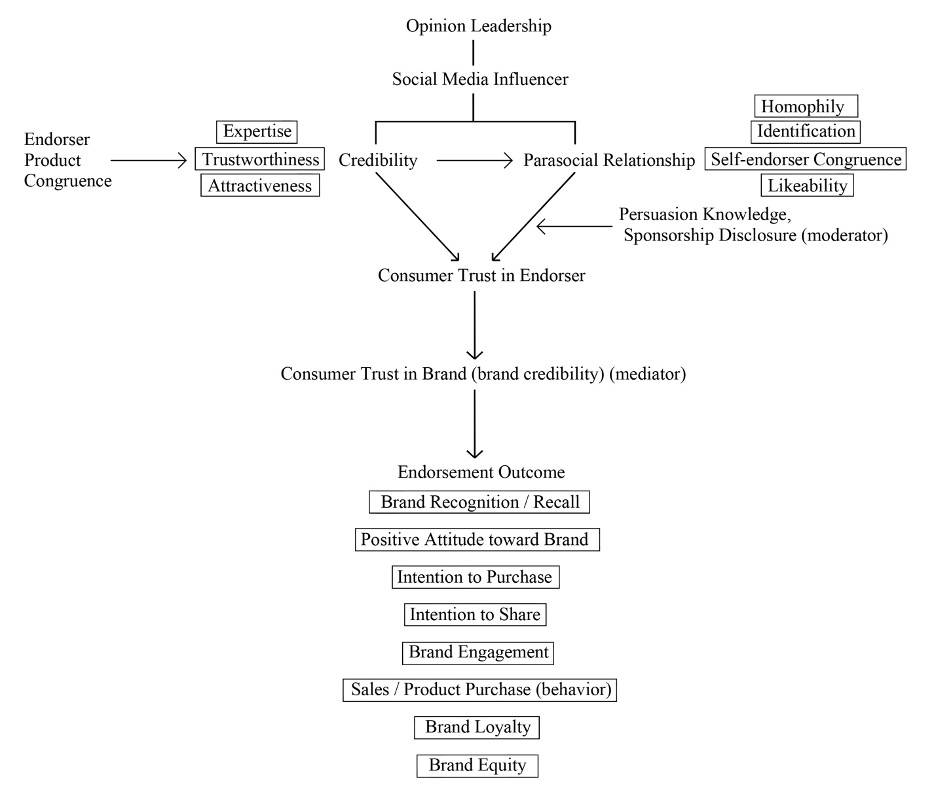 Opinion Leadership
Social Media Influencer
Endorser
Product
Congruence
Expertise
Trustworthiness
Attractiveness
Credibility
Parasocial Relationship
Homophily
Identification
Self-endorser Congruence
Likeability
Persuasion Knowledge,
Sponsorship Disclosure (moderator)
Consumer Trust in Endorser
Consumer Trust in Brand (brand credibility) (mediator)
Endorsement Outcome
Brand Recognition / Recall
Positive Attitude toward Brand
Intention to Purchase
Intention to Share
Brand Engagement
Sales / Product Purchase (behavior)
Brand Loyalty
Brand Equity